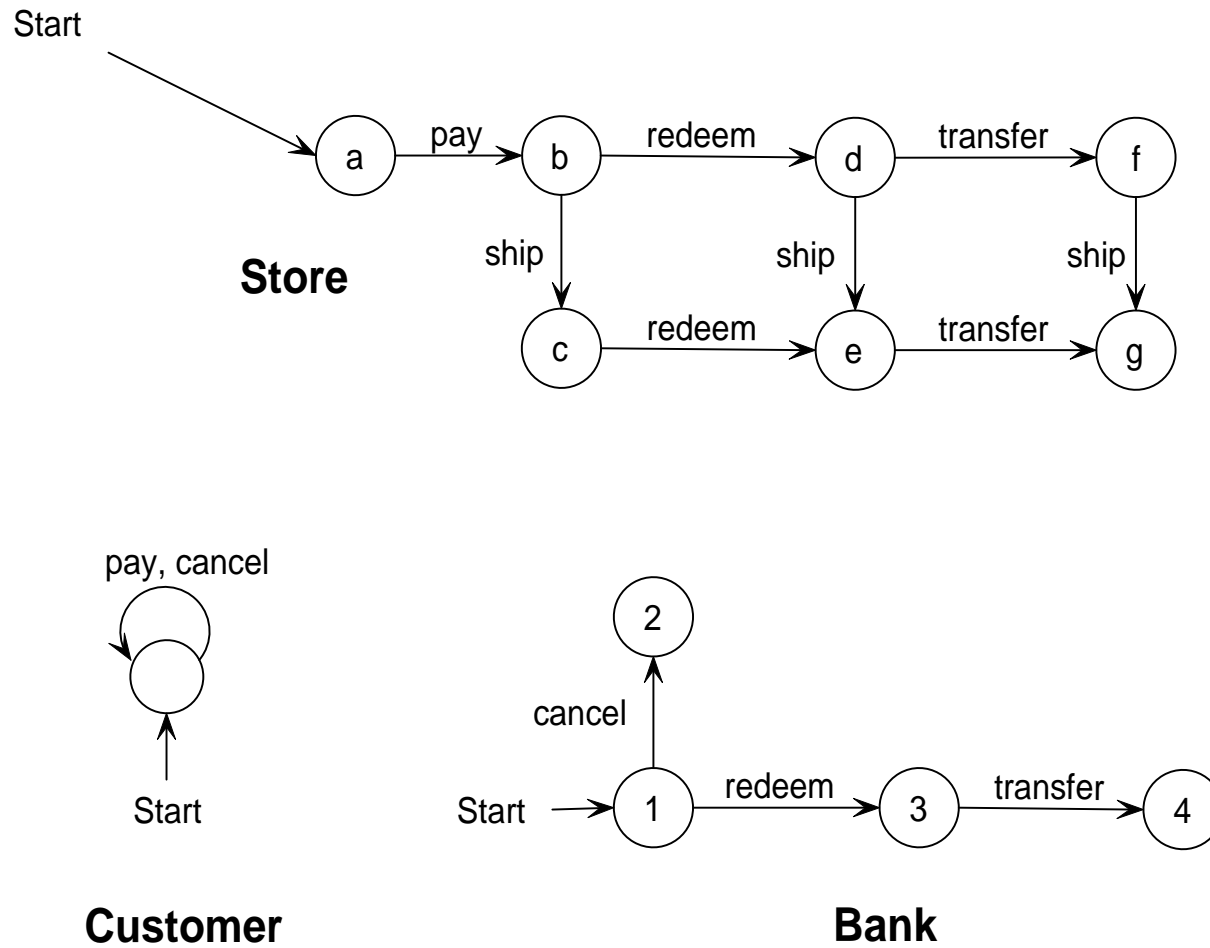 Start
a
pay
b
redeem
d
transfer
f
ship
ship
ship
Store
c
redeem
e
transfer
g
pay, cancel
Start
Customer
2
cancel
Start
1
redeem
3
transfer
4
Bank